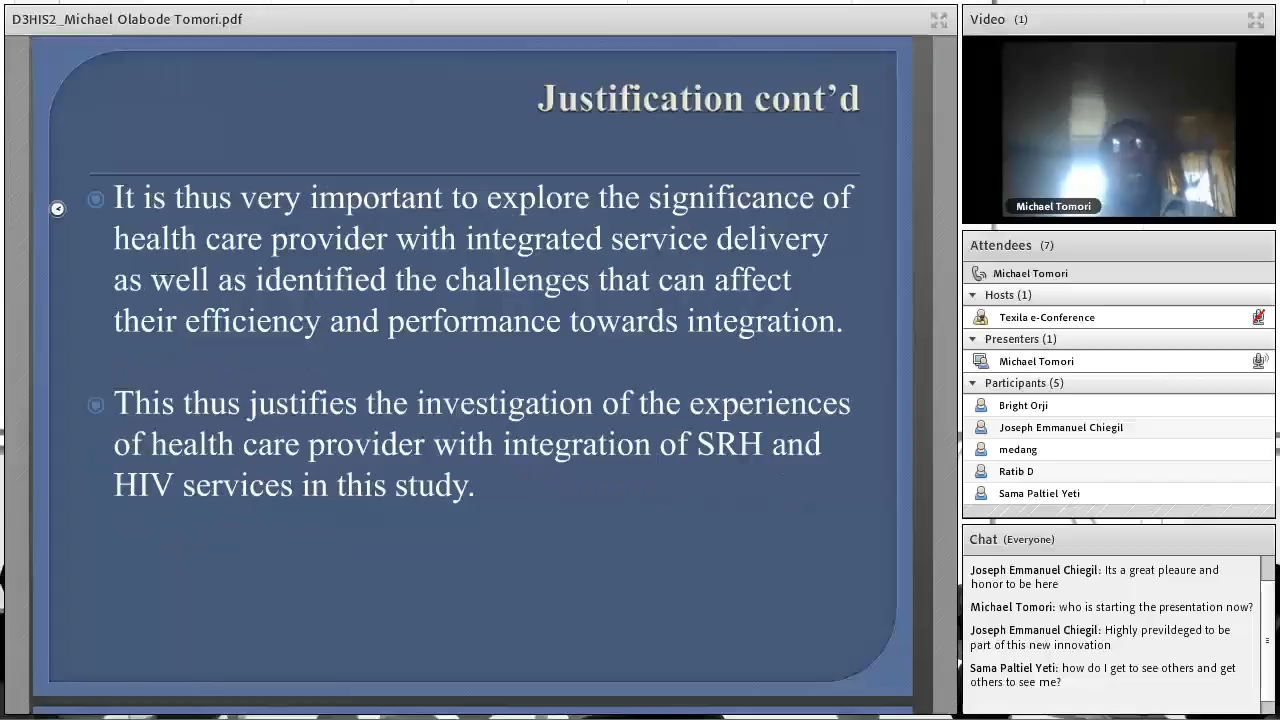 D3HIS2_Michael Olabode Tomori.pdf
Justification cont’d
It is thus very important to explore the significance of
health care provider with integrated service delivery
as well as identified the challenges that can affect
their efficiency and performance towards integration.
This thus justifies the investigation of the experiences
of health care provider with integration of SRH and
HIV services in this study.
Video (1)
Michael Tomori
Attendees (7)
Michael Tomori
Hosts (1)
Texila e-Conference
Presenters (1)
Michael Tomori
Participants (5)
Bright Orji
Joseph Emmanuel Chiegil
medang
Ratib D
Sama Paltiel Yeti
Chat (Everyone)
Joseph Emmanuel Chiegil: Its a great pleaure and
honor to be here
Michael Tomori: who is starting the presentation now?
Joseph Emmanuel Chiegil: Highly previldeged to be
part of this new innovation
Sama Paltiel Yeti: how do I get to see others and get
others to see me?